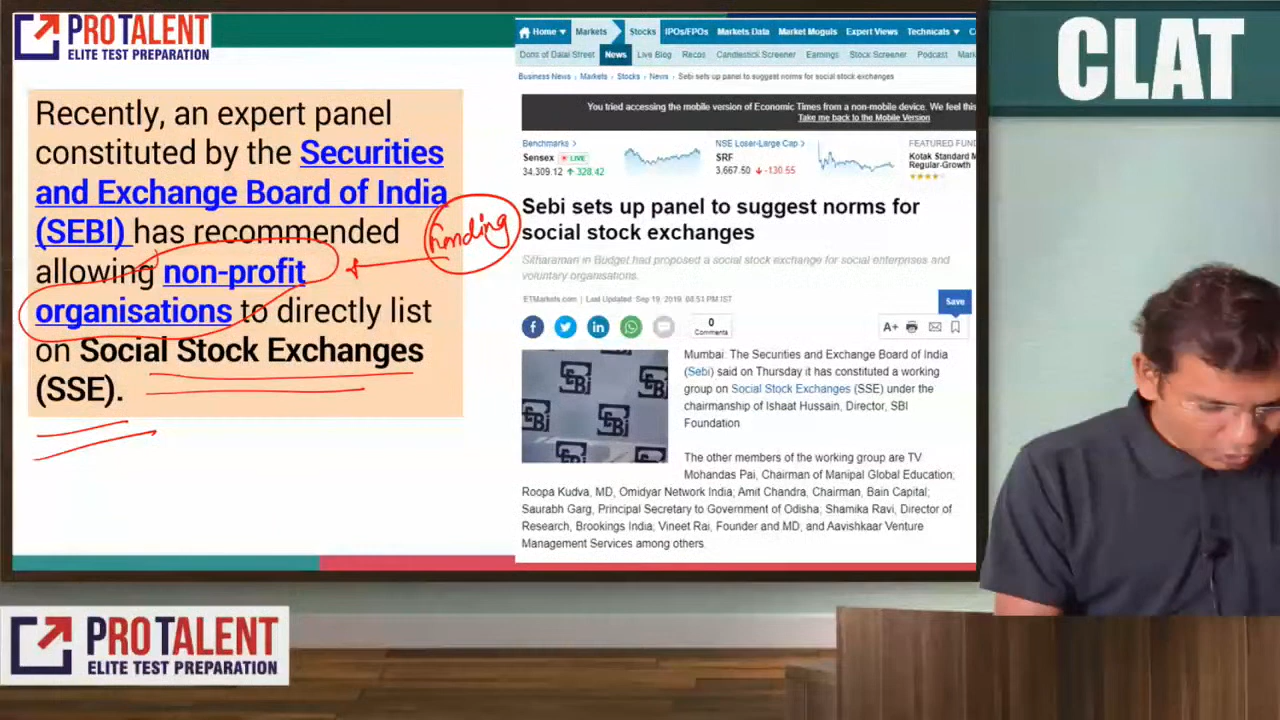 PROTALENT
ELITE TEST PREPARATION
Recently, an expert panel
constituted by the Securities
and Exchange Board of India
(SEBI) has recommended
allowing non-profit
organisations to directly list
on Social Stock Exchanges
(SSE).
Funding
Home Markets Stocks IPOs/FPOs Markets Data Market Moguls Expert Views Technicals
Dons of Dalal Street News Live Blog Recos Candlestick Screener Earnings Stock Screener Podcast
Business News › Markets › Stocks › News › Sebi sets up panel to suggest norms for social stock exchanges
You tried accessing the mobile version of Economic Times from a non-mobile device. We feel this
Take me back to the Mobile Version
Benchmarks >
Sensex LIVE
34,309.12 ↑ 328.42
NSE Loser-Large Cap >
SRF
3,667.50 ↓ -130.55
FEATURED FUN
Kotak Standard M
Regular-Growth
★★★★
Sebi sets up panel to suggest norms for
social stock exchanges
Sitharaman in Budget had proposed a social stock exchange for social enterprises and
voluntary organisations.
ETMarkets.com | Last Updated: Sep 19, 2019, 08.51 PM IST
Save
0
Comments
A+
SEBI
SEBI
SEBI
SEBI
SEBI
Mumbai: The Securities and Exchange Board of India
(Sebi) said on Thursday it has constituted a working
group on Social Stock Exchanges (SSE) under the
chairmanship of Ishaat Hussain, Director, SBI
Foundation
The other members of the working group are TV
Mohandas Pai, Chairman of Manipal Global Education;
Roopa Kudva, MD, Omidyar Network India; Amit Chandra, Chairman, Bain Capital;
Saurabh Garg, Principal Secretary to Government of Odisha; Shamika Ravi, Director of
Research, Brookings India; Vineet Rai, Founder and MD, and Aavishkaar Venture
Management Services among others.
CLAT
PROTALENT
ELITE TEST PREPARATION